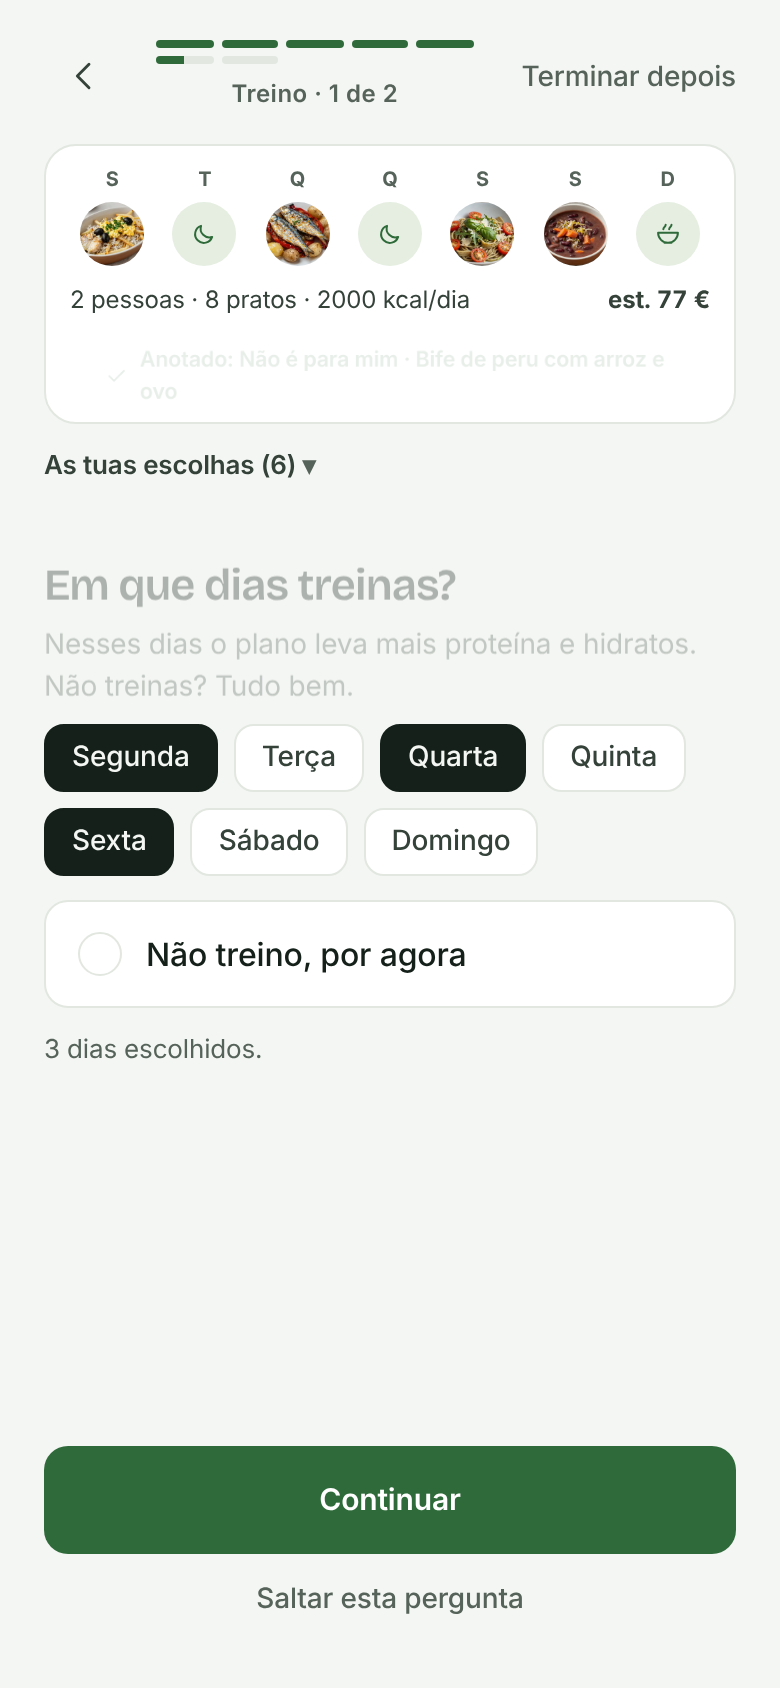 Treino · 1 de 2
Terminar depois
S T Q Q S S D
2 pessoas · 8 pratos · 2000 kcal/dia est. 77 €
Anotado: Não é para mim · Bife de peru com arroz e
ovo
As tuas escolhas (6) ▾
Em que dias treinas?
Nesses dias o plano leva mais proteína e hidratos.
Não treinas? Tudo bem.
Segunda Terça Quarta Quinta
Sexta Sábado Domingo
Não treino, por agora
3 dias escolhidos.
Continuar
Saltar esta pergunta